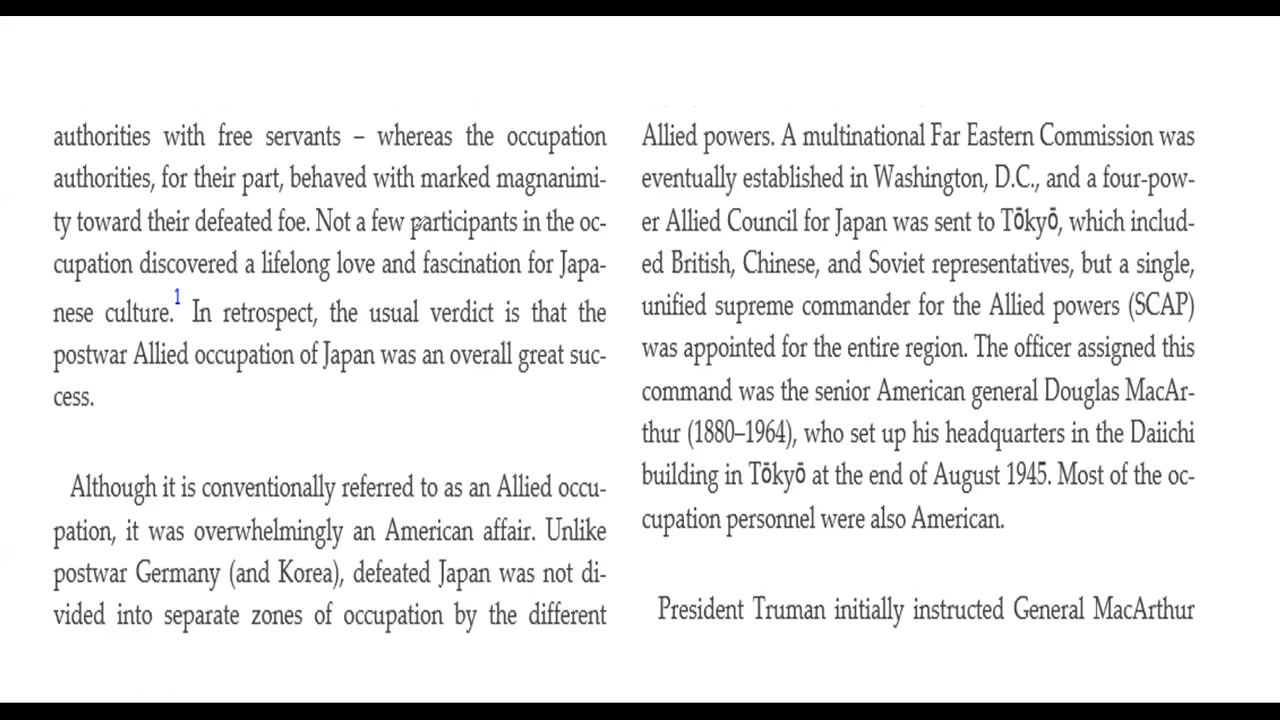 authorities with free servants – whereas the occupation
authorities, for their part, behaved with marked magnanimi-
ty toward their defeated foe. Not a few participants in the oc-
cupation discovered a lifelong love and fascination for Japa-
nese culture.1 In retrospect, the usual verdict is that the
postwar Allied occupation of Japan was an overall great suc-
cess.
Although it is conventionally referred to as an Allied occu-
pation, it was overwhelmingly an American affair. Unlike
postwar Germany (and Korea), defeated Japan was not di-
vided into separate zones of occupation by the different
Allied powers. A multinational Far Eastern Commission was
eventually established in Washington, D.C., and a four-pow-
er Allied Council for Japan was sent to Tōkyō, which includ-
ed British, Chinese, and Soviet representatives, but a single,
unified supreme commander for the Allied powers (SCAP)
was appointed for the entire region. The officer assigned this
command was the senior American general Douglas MacAr-
thur (1880–1964), who set up his headquarters in the Daiichi
building in Tōkyō at the end of August 1945. Most of the oc-
cupation personnel were also American.
President Truman initially instructed General MacArthur